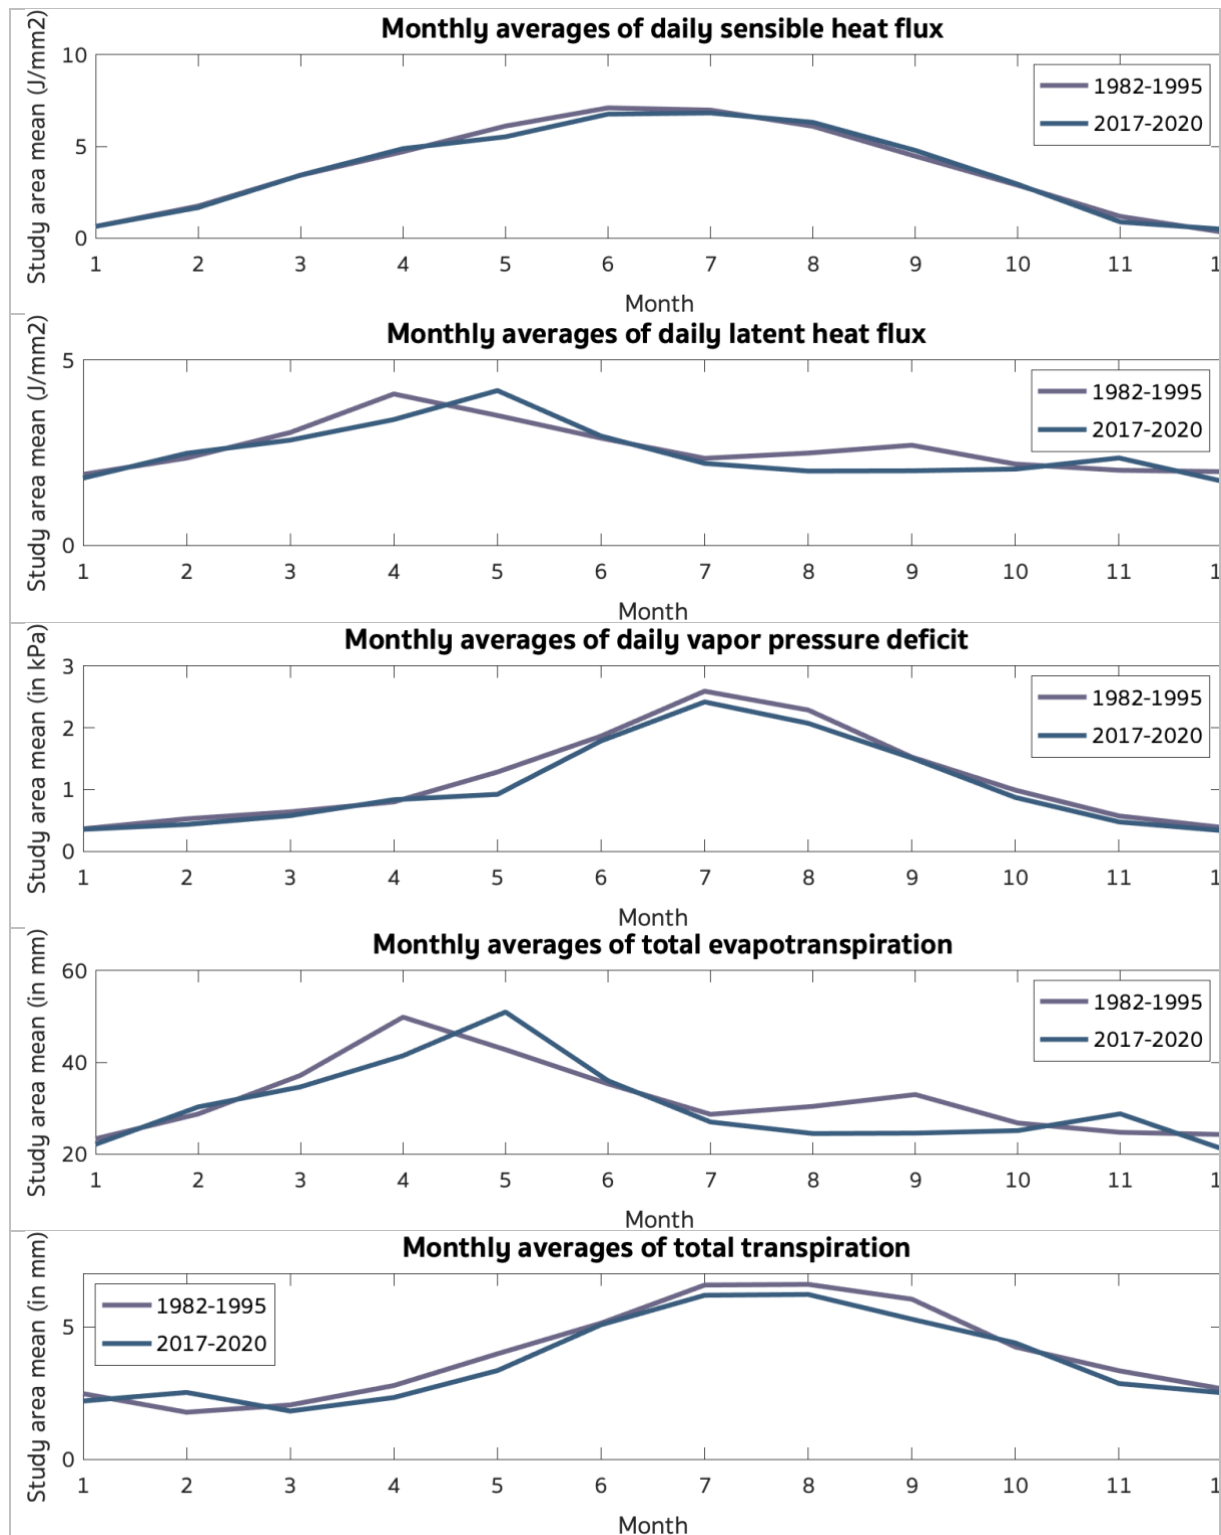 Monthly averages of daily sensible heat flux
Study area mean (J/mm2)
10
5
0
1982-1995
2017-2020
1 2 3 4 5 6 7 8 9 10 11 1
Month
Monthly averages of daily latent heat flux
Study area mean (J/mm2)
5
0
1982-1995
2017-2020
1 2 3 4 5 6 7 8 9 10 11 1
Month
Monthly averages of daily vapor pressure deficit
Study area mean (in kPa)
3
2
1
0
1982-1995
2017-2020
1 2 3 4 5 6 7 8 9 10 11 1
Month
Monthly averages of total evapotranspiration
Study area mean (in mm)
60
40
20
1982-1995
2017-2020
1 2 3 4 5 6 7 8 9 10 11 1
Month
Monthly averages of total transpiration
Study area mean (in mm)
5
0
1982-1995
2017-2020
1 2 3 4 5 6 7 8 9 10 11 1
Month